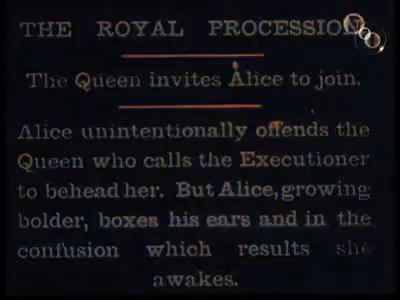 THE ROYAL PROCESSION
The Queen invites Alice to join.
Alice unintentionally offends the
Queen who calls the Executioner
to behead her. But Alice, growing
bolder, boxes his ears and in the
confusion which results she
awakes.